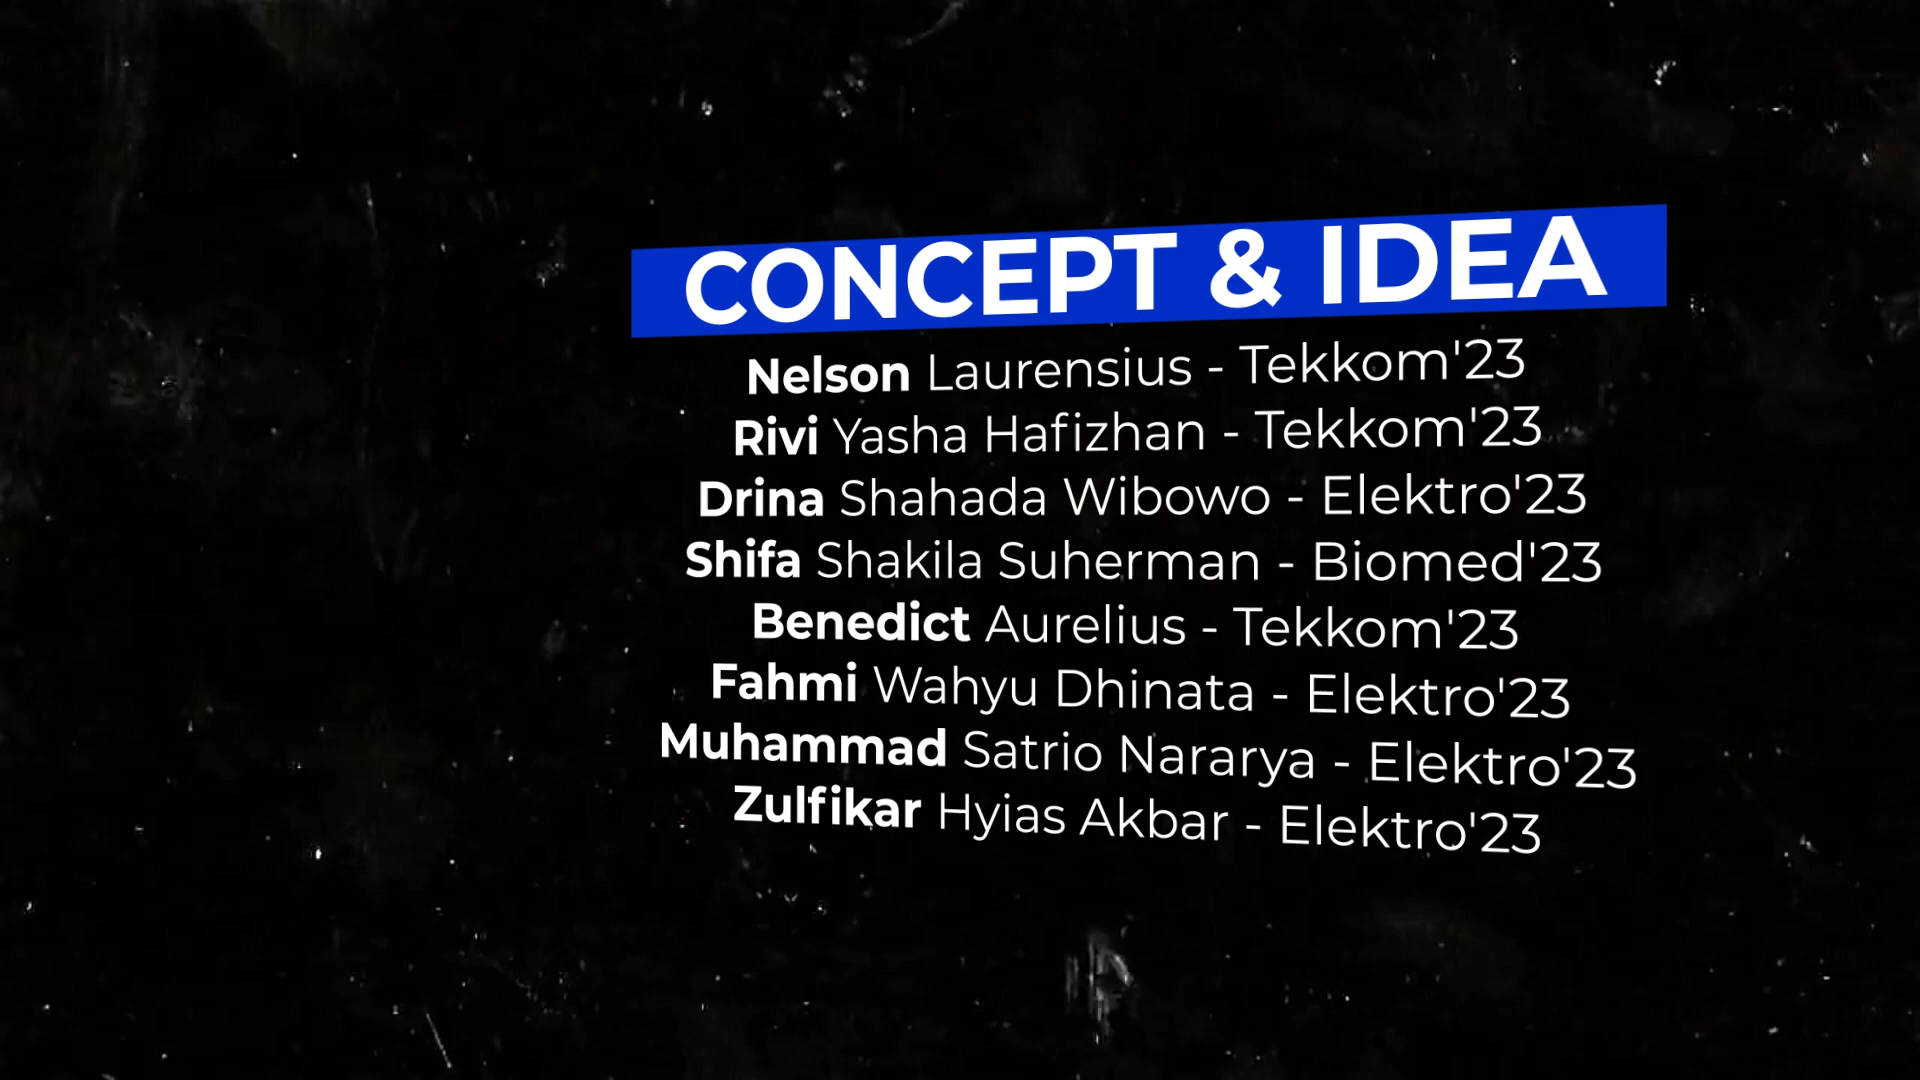 CONCEPT & IDEA
Nelson Laurensius - Tekkom'23
Rivi Yasha Hafizhan - Tekkom'23
Drina Shahada Wibowo - Elektro'23
Shifa Shakila Suherman - Biomed'23
Benedict Aurelius - Tekkom'23
Fahmi Wahyu Dhinata - Elektro'23
Muhammad Satrio Nararya - Elektro'23
Zulfikar Hyias Akbar - Elektro'23